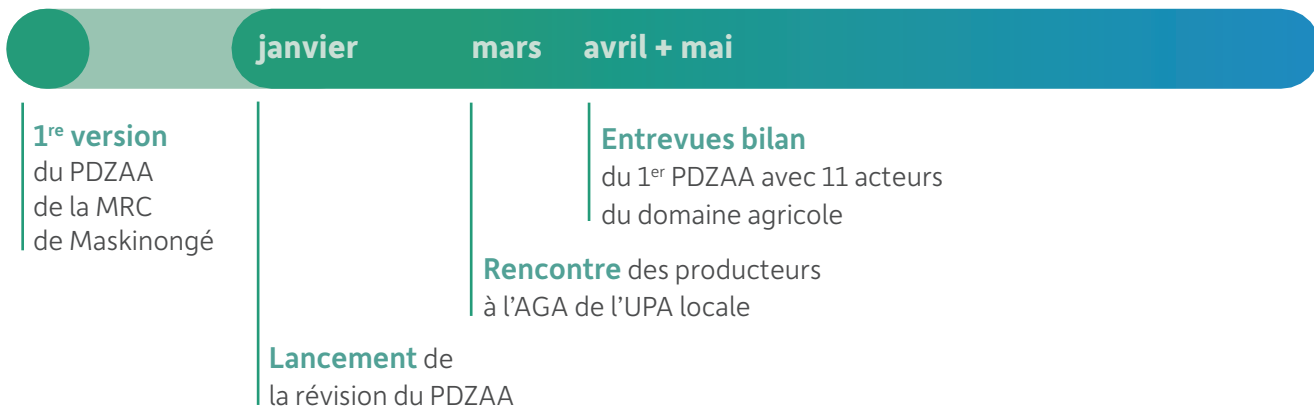 janvier
mars
avril + mai
1re version
du PDZAA
de la MRC
de Maskinongé
Entrevues bilan
du 1er PDZAA avec 11 acteurs
du domaine agricole
Rencontre des producteurs
à l'AGA de l'UPA locale
Lancement de
la révision du PDZAA